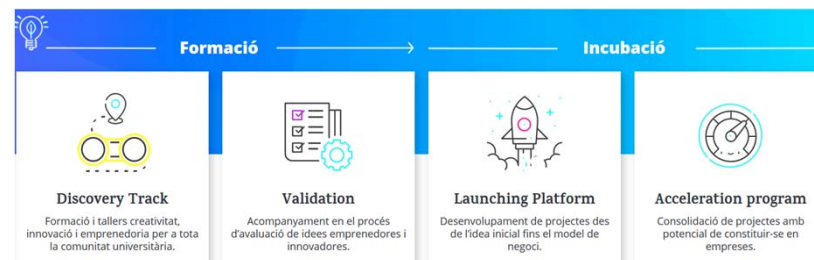 Formació
Incubació
Discovery Track
Formació i tallers creativitat,
innovació i emprenedoria per a tota
la comunitat universitària.
Validation
Acompanyament en el procés
d'avaluació de idees emprenedores i
innovadores.
Launching Platform
Desenvolupament de projectes des
de l'idea inicial fins el model de
negoci.
Acceleration program
Consolidació de projectes amb
potencial de constituir-se en
empreses.